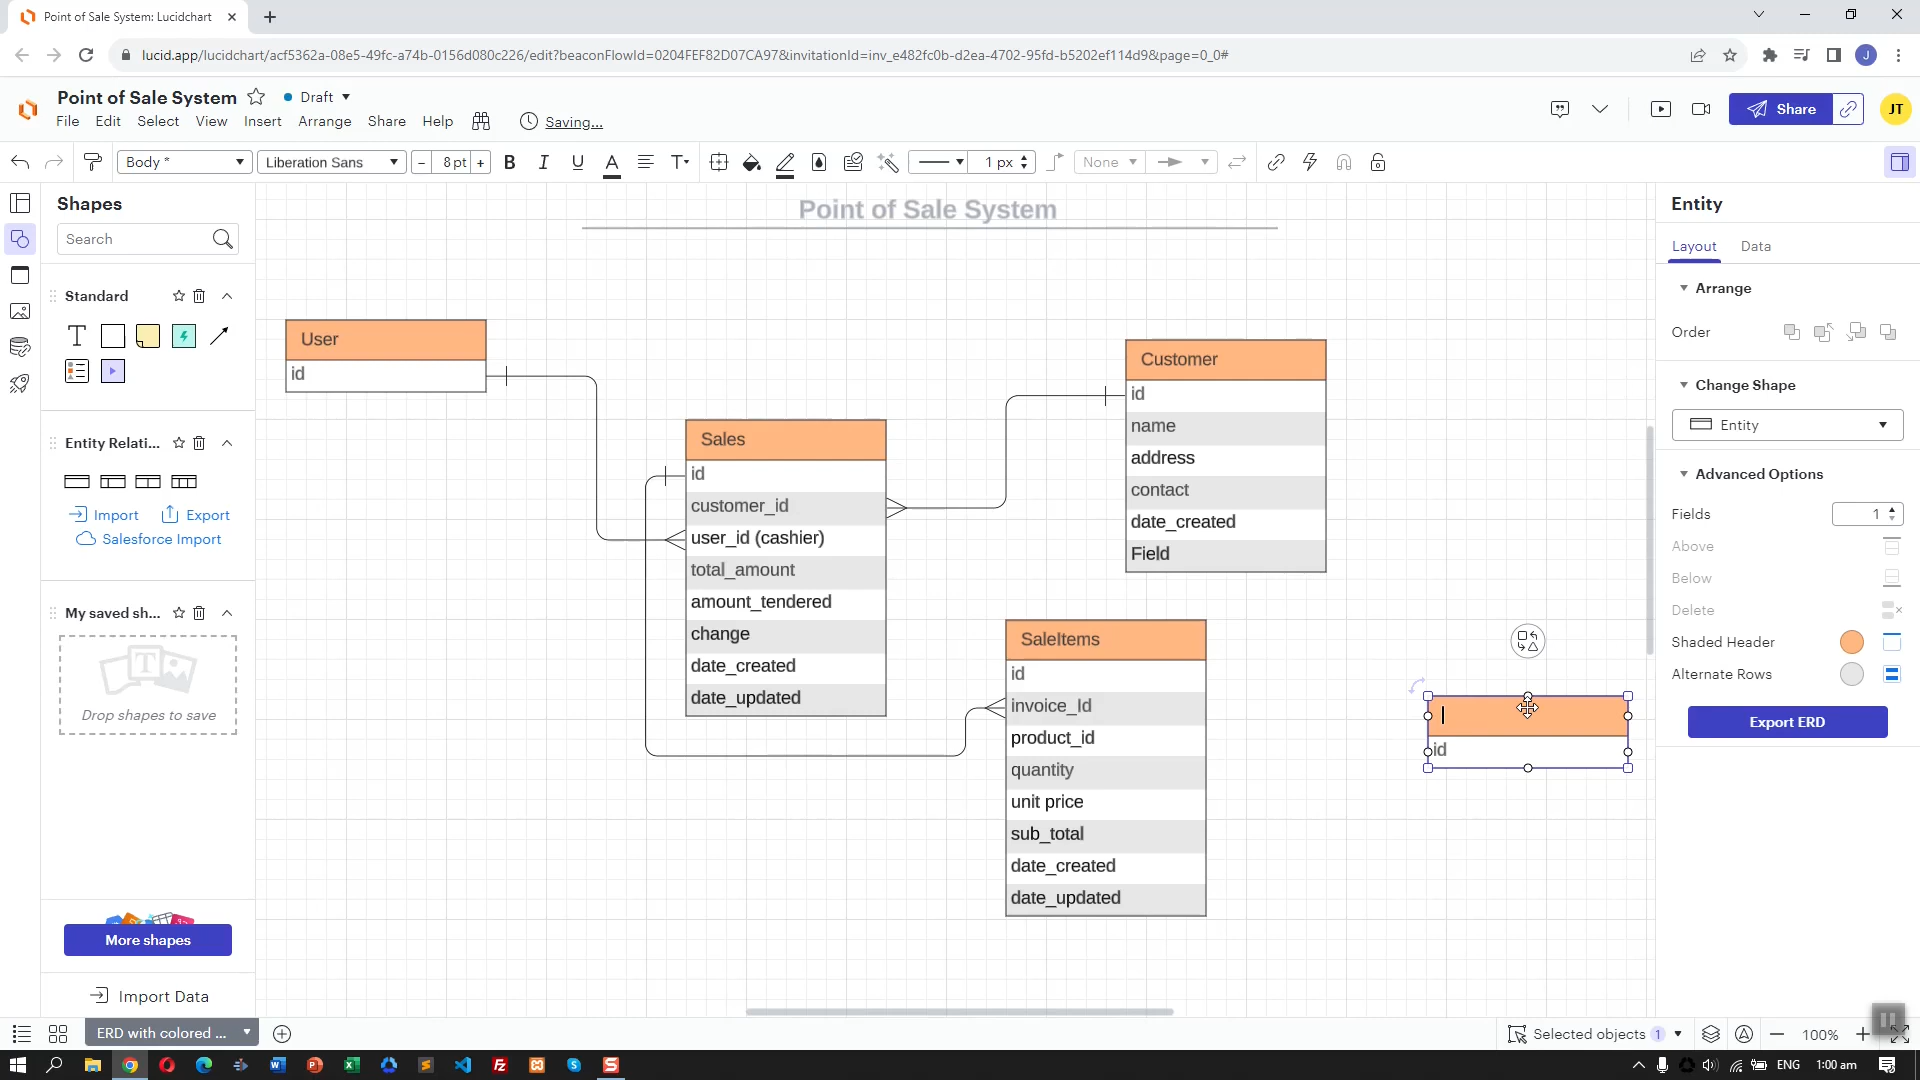 Point of Sale System: Lucidchart
lucid.app/lucidchart/acf5362a-08e5-49fc-a74b-0156d080c226/edit?beaconFlowId=0204FEF82D07CA97&invitationId=inv_e482fc0b-d2ea-4702-95fd-b5202ef114d9&page=0_0#
J
Point of Sale System
Draft
File Edit Select View Insert Arrange Share Help
Saving...
Share
JT
Body *
Liberation Sans
- 8 pt +
B I U A T
1 px
None
Shapes
Search
Standard
T
Entity Relati...
Import
Export
Salesforce Import
My saved sh...
T
Drop shapes to save
More shapes
Import Data
Point of Sale System
User
id
Sales
id
customer_id
user_id (cashier)
total_amount
amount_tendered
change
date_created
date_updated
Customer
id
name
address
contact
date_created
Field
SaleItems
id
invoice_Id
product_id
quantity
unit price
sub_total
date_created
date_updated
id
Entity
Layout
Data
Arrange
Order
Change Shape
Entity
Advanced Options
Fields
1
Above
Below
Delete
Shaded Header
Alternate Rows
Export ERD
ERD with colored ...
Selected objects 1
100%
ENG
1:00 am